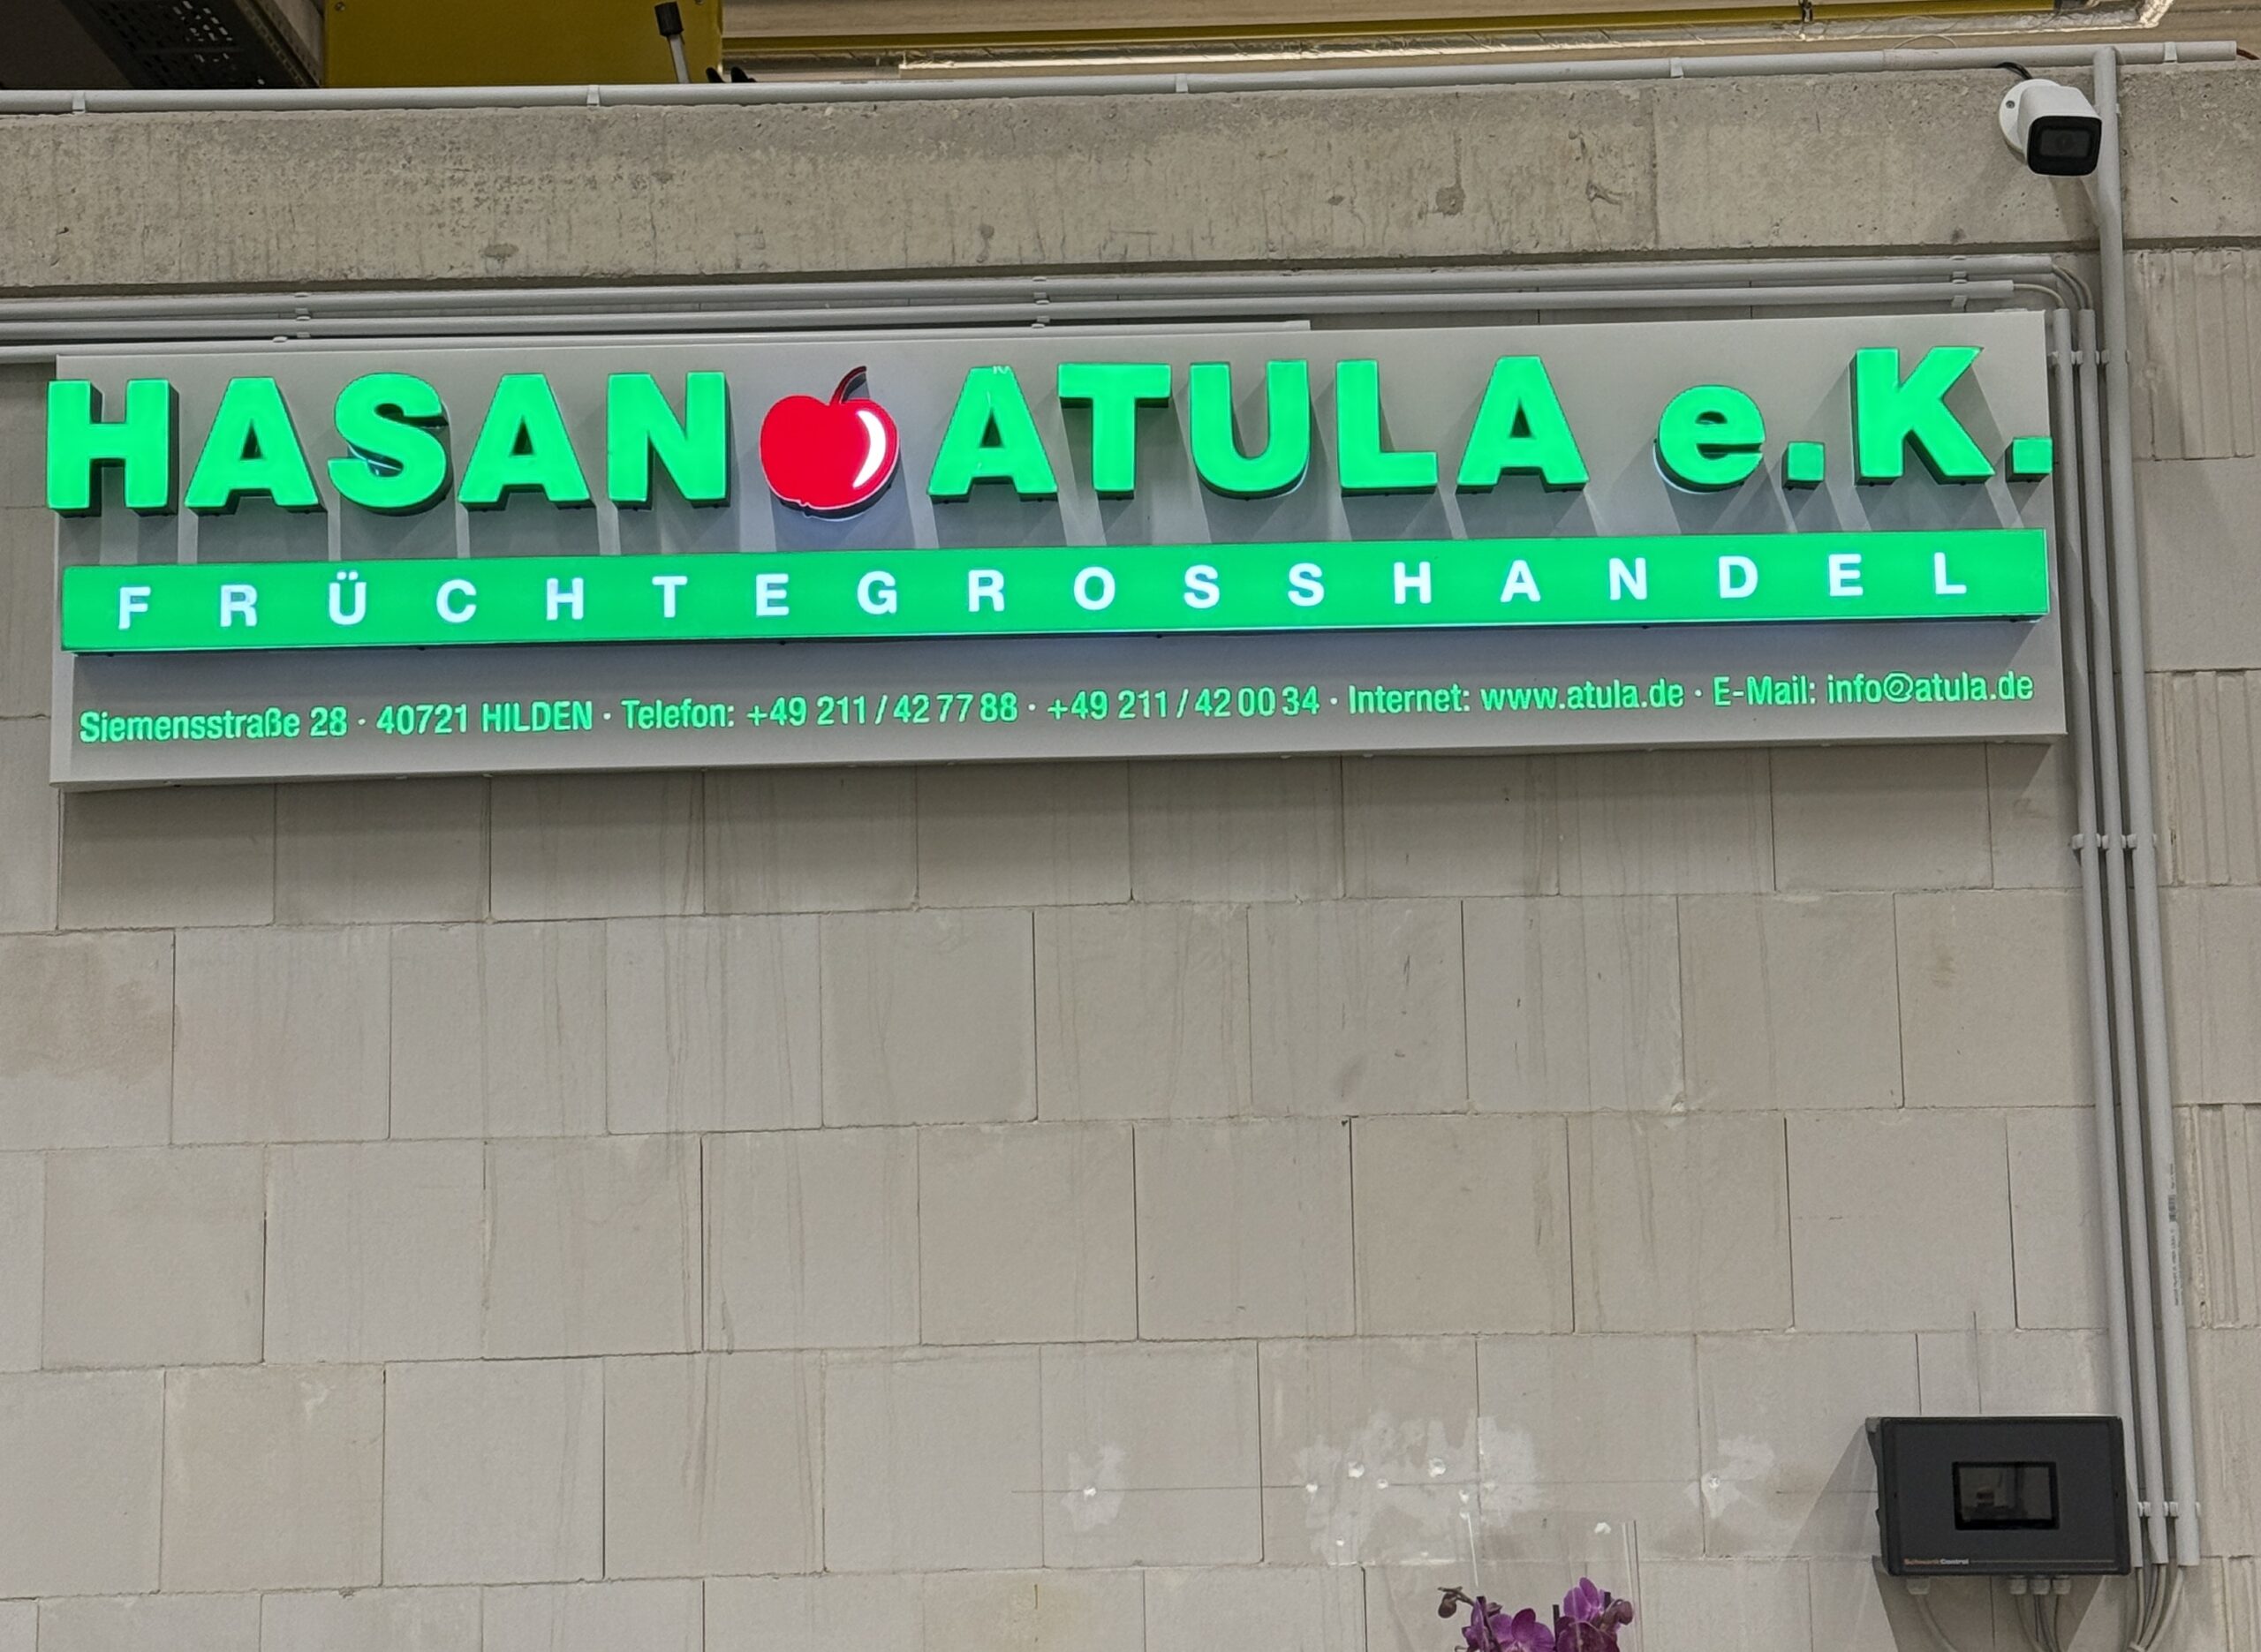 HASAN ATULA e.K.
FRÜCHTEGROSSHANDEL
Siemensstraße 28 · 40721 HILDEN · Telefon: +49 211 / 42 77 88 · +49 211 / 42 00 34 · Internet: www.atula.de · E-Mail: info@atula.de